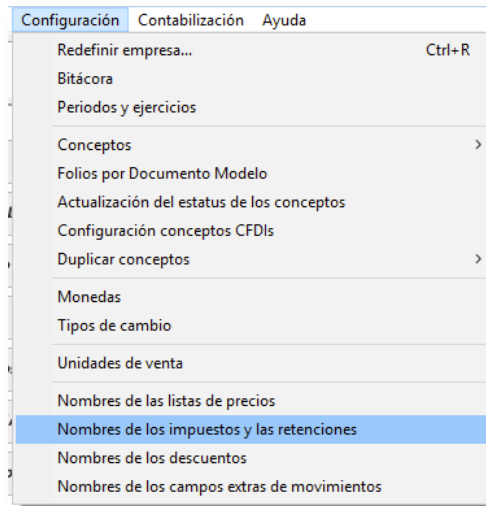 Configuración Contabilización Ayuda
Redefinir empresa... Ctrl+R
Bitácora
Periodos y ejercicios
Conceptos >
Folios por Documento Modelo
Actualización del estatus de los conceptos
Configuración conceptos CFDIs
Duplicar conceptos >
Monedas
Tipos de cambio
Unidades de venta
Nombres de las listas de precios
Nombres de los impuestos y las retenciones
Nombres de los descuentos
Nombres de los campos extras de movimientos